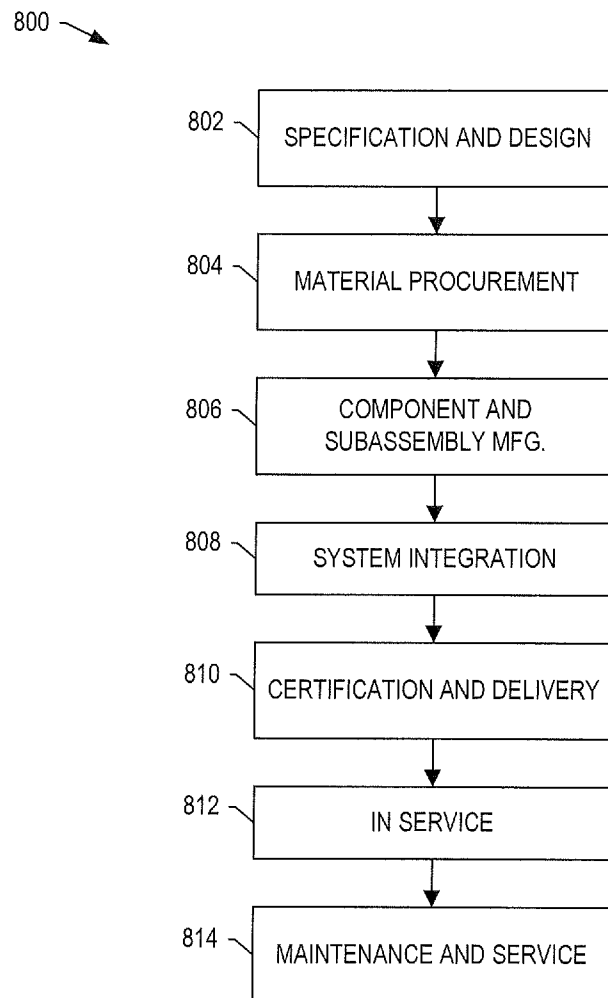 800
802
SPECIFICATION AND DESIGN
804
MATERIAL PROCUREMENT
806
COMPONENT AND
SUBASSEMBLY MFG.
808
SYSTEM INTEGRATION
810
CERTIFICATION AND DELIVERY
812
IN SERVICE
814
MAINTENANCE AND SERVICE